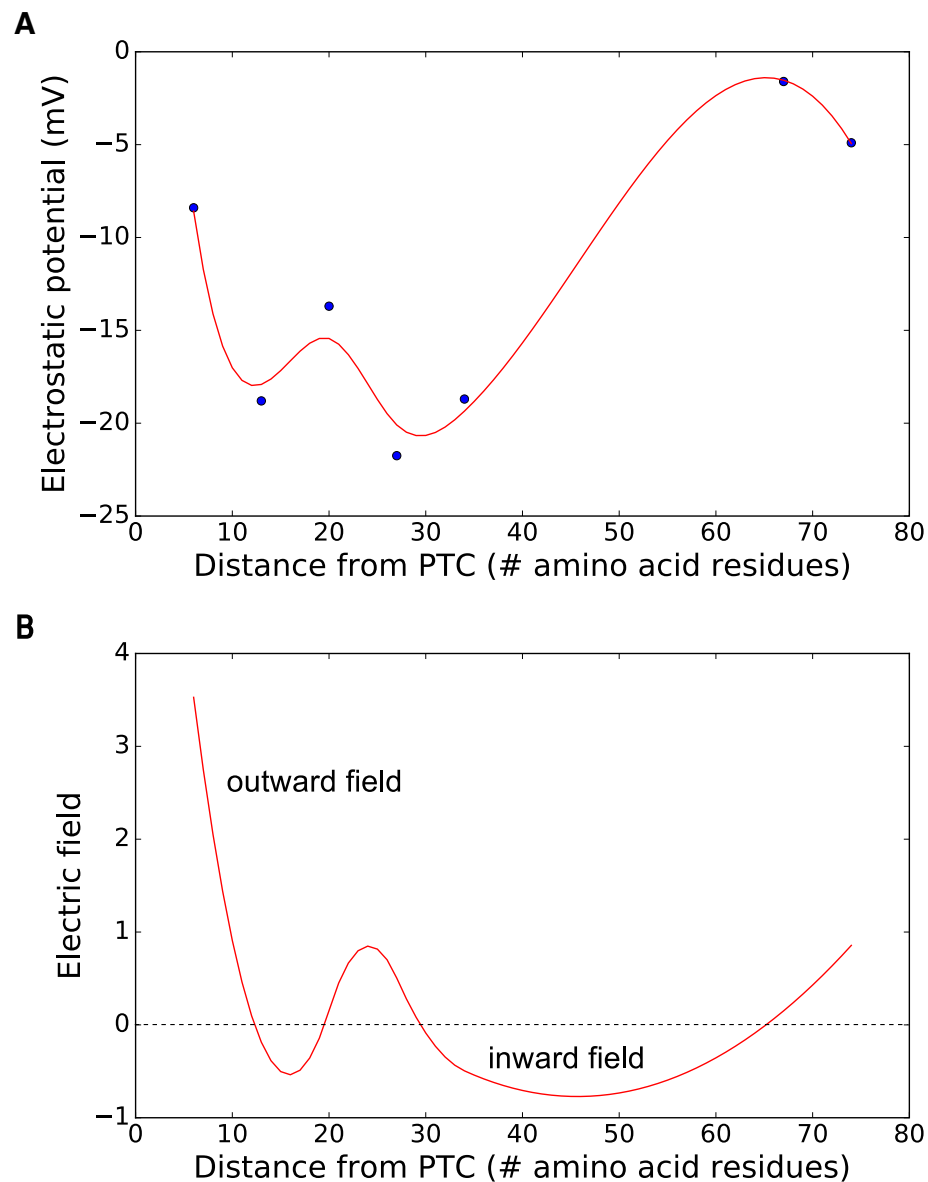 A
0
−5
−10
−15
−20
−25
Electrostatic potential (mV)
0 10 20 30 40 50 60 70 80
Distance from PTC (# amino acid residues)
B
4
3
2
1
0
−1
Electric field
outward field
inward field
0 10 20 30 40 50 60 70 80
Distance from PTC (# amino acid residues)